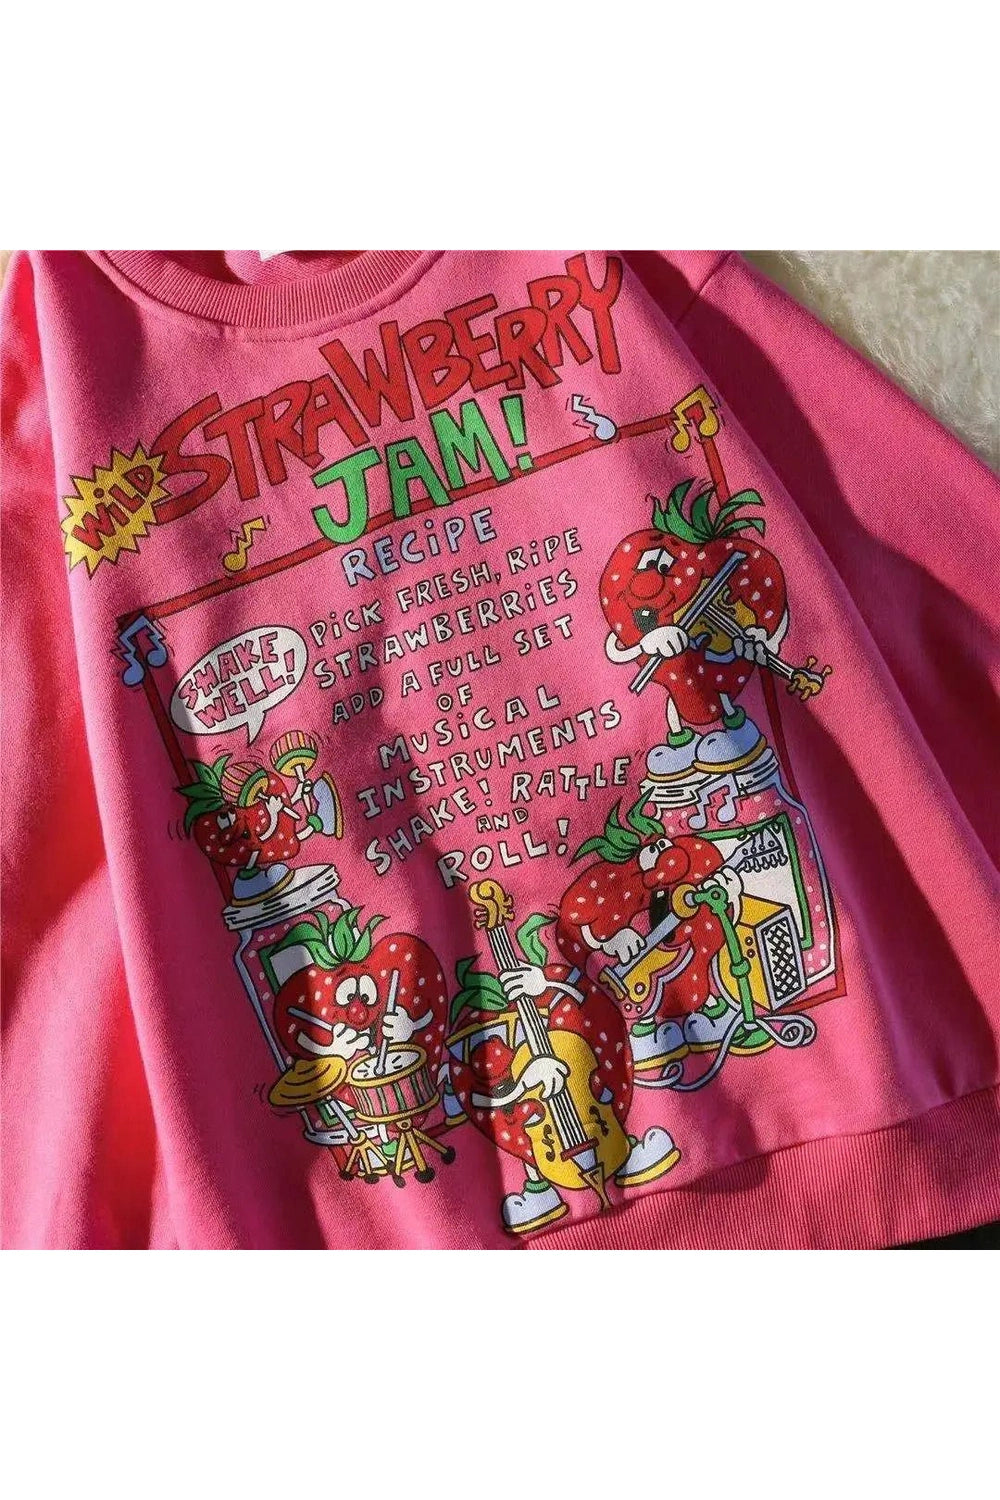 WiLD STRAWBERRY
JAM!
RECiPE
PiCK FRESH, RiPE
STRAWBERRiES
ADD A FULL SET
OF
MUSiCAL
INSTRUMENTS
SHAKE! RATTLE
AND
ROLL!
SHAKE
WELL!